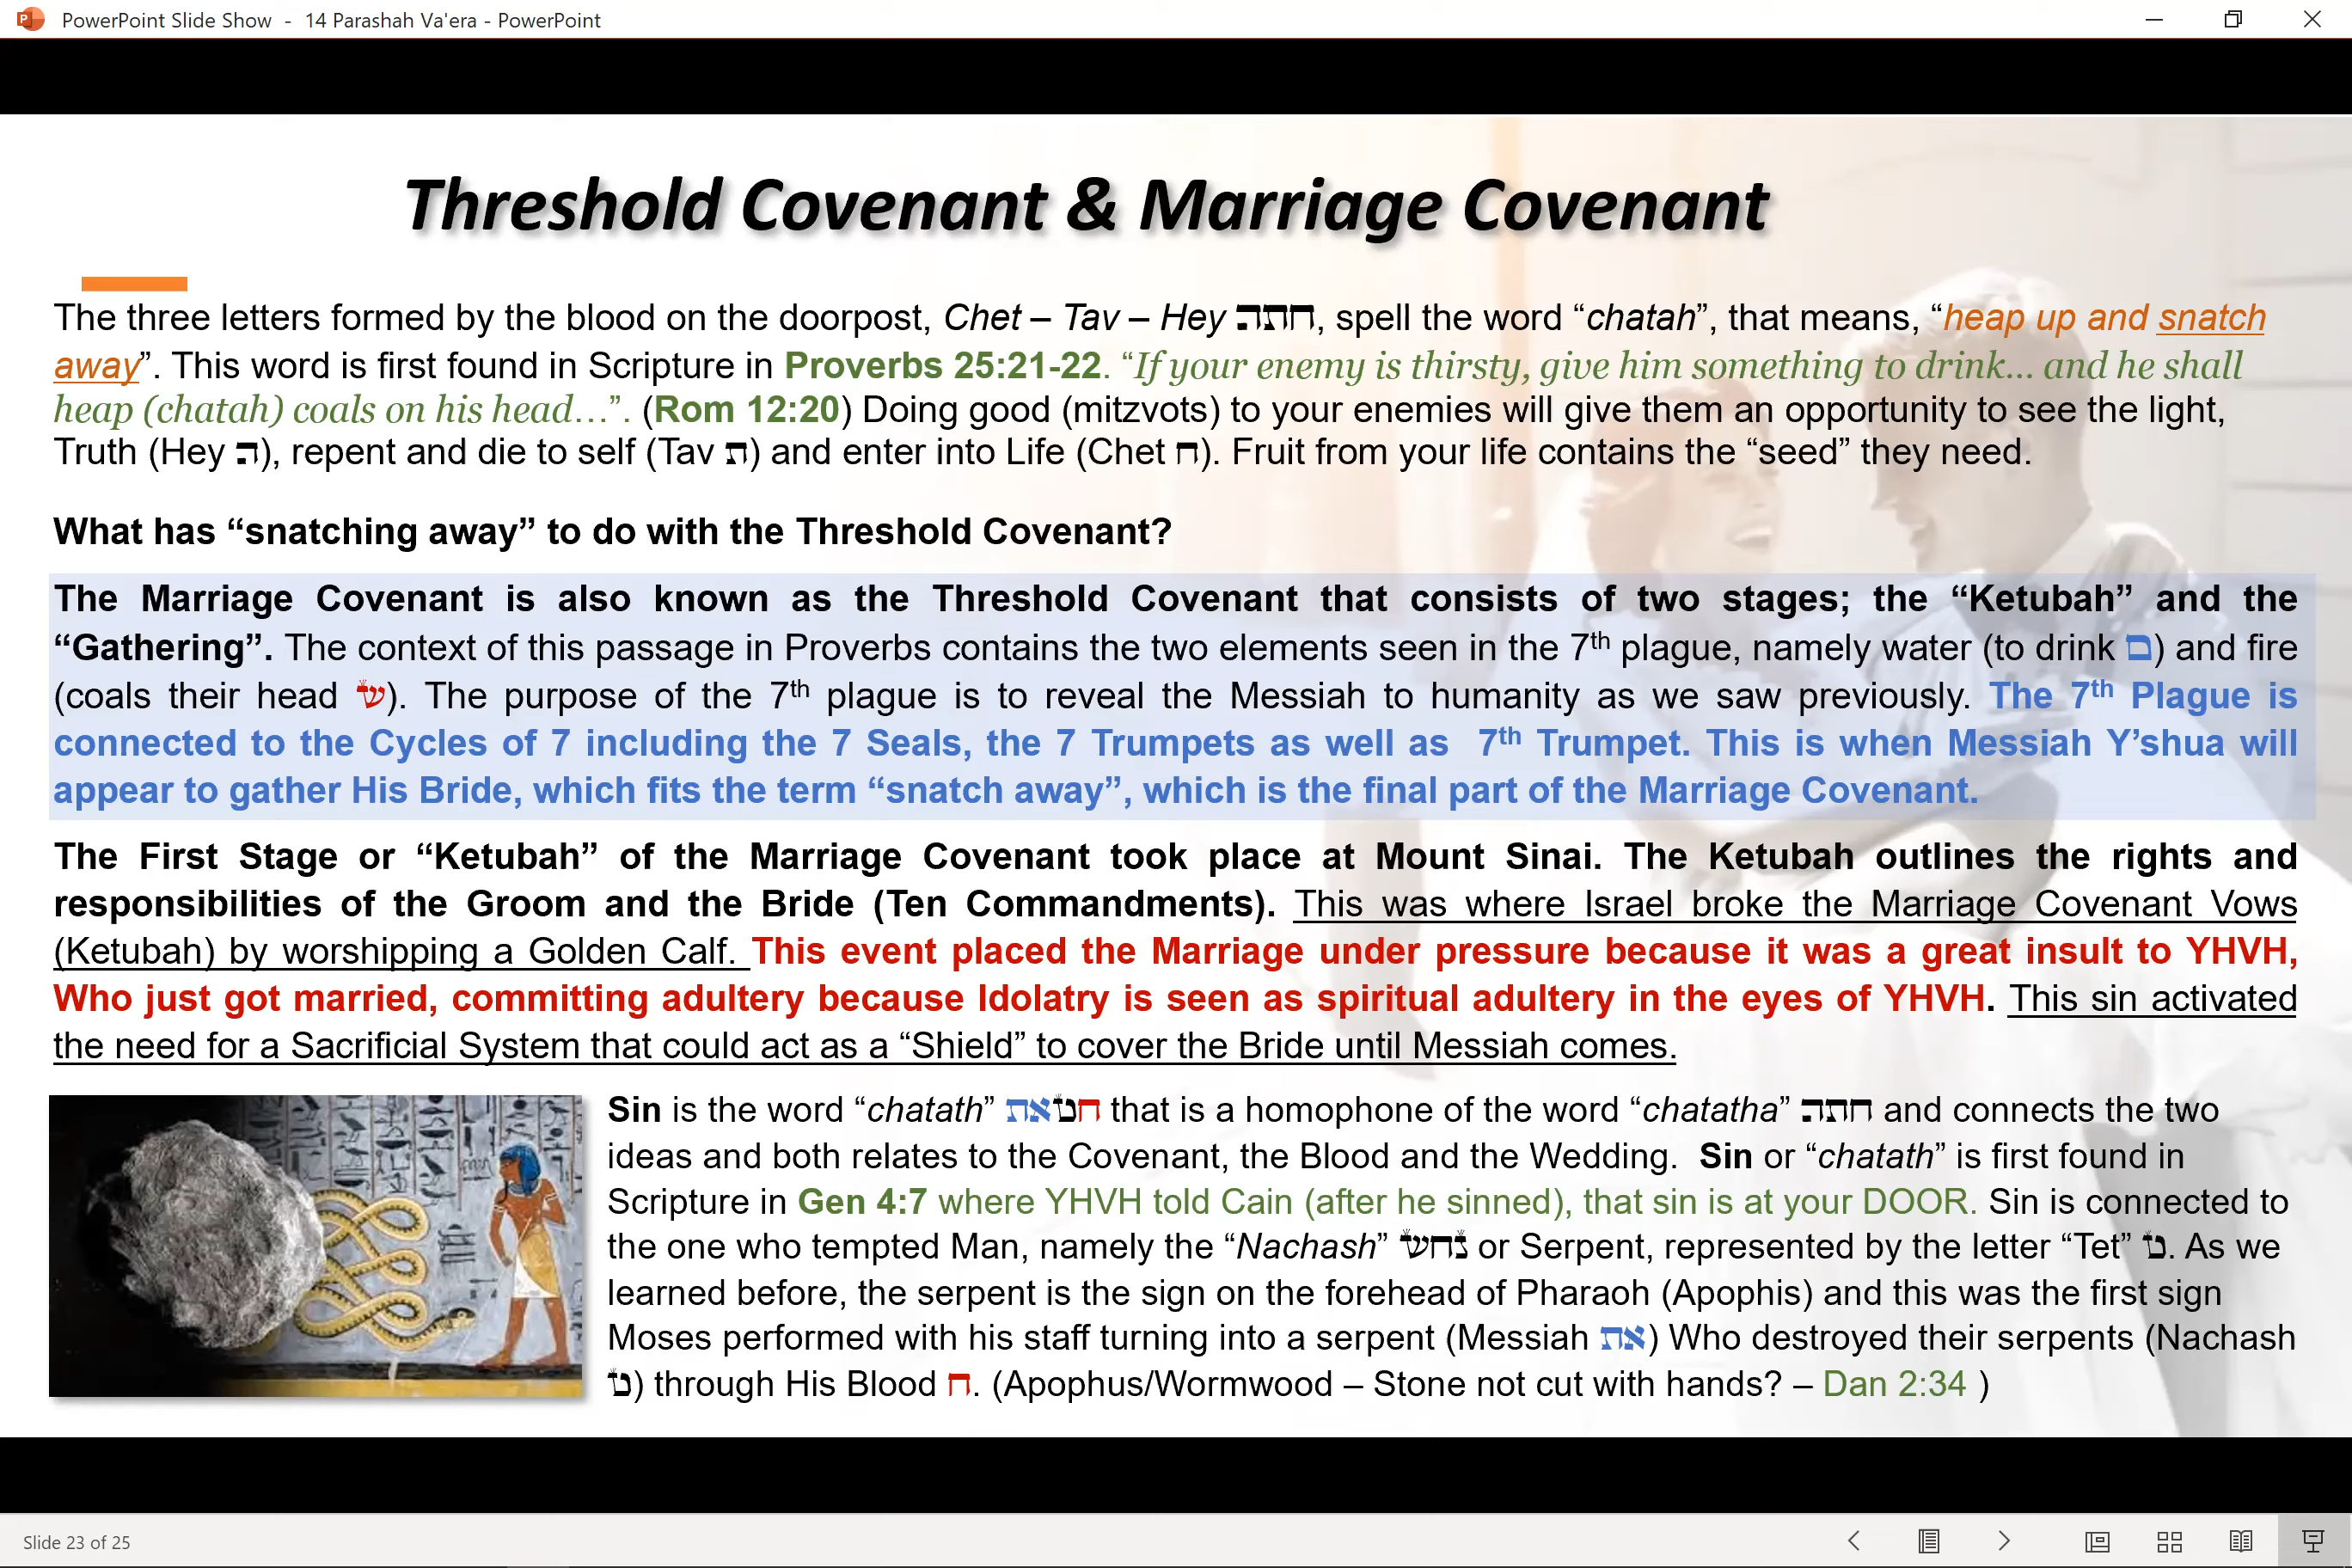 PowerPoint Slide Show - 14 Parashah Va'era - PowerPoint
Threshold Covenant & Marriage Covenant
The three letters formed by the blood on the doorpost, Chet – Tav – Hey חתה, spell the word “chatah”, that means, “heap up and snatch
away”. This word is first found in Scripture in Proverbs 25:21-22. “If your enemy is thirsty, give him something to drink… and he shall
heap (chatah) coals on his head…”. (Rom 12:20) Doing good (mitzvots) to your enemies will give them an opportunity to see the light,
Truth (Hey ה), repent and die to self (Tav ת) and enter into Life (Chet ח). Fruit from your life contains the “seed” they need.
What has “snatching away” to do with the Threshold Covenant?
The Marriage Covenant is also known as the Threshold Covenant that consists of two stages; the “Ketubah” and the
“Gathering”. The context of this passage in Proverbs contains the two elements seen in the 7th plague, namely water (to drink ם) and fire
(coals their head ש). The purpose of the 7th plague is to reveal the Messiah to humanity as we saw previously. The 7th Plague is
connected to the Cycles of 7 including the 7 Seals, the 7 Trumpets as well as 7th Trumpet. This is when Messiah Y’shua will
appear to gather His Bride, which fits the term “snatch away”, which is the final part of the Marriage Covenant.
The First Stage or “Ketubah” of the Marriage Covenant took place at Mount Sinai. The Ketubah outlines the rights and
responsibilities of the Groom and the Bride (Ten Commandments). This was where Israel broke the Marriage Covenant Vows
(Ketubah) by worshipping a Golden Calf. This event placed the Marriage under pressure because it was a great insult to YHVH,
Who just got married, committing adultery because Idolatry is seen as spiritual adultery in the eyes of YHVH. This sin activated
the need for a Sacrificial System that could act as a “Shield” to cover the Bride until Messiah comes.
Sin is the word “chatath” חטאת that is a homophone of the word “chatatha” חתה and connects the two
ideas and both relates to the Covenant, the Blood and the Wedding. Sin or “chatath” is first found in
Scripture in Gen 4:7 where YHVH told Cain (after he sinned), that sin is at your DOOR. Sin is connected to
the one who tempted Man, namely the “Nachash” נחש or Serpent, represented by the letter “Tet” ט. As we
learned before, the serpent is the sign on the forehead of Pharaoh (Apophis) and this was the first sign
Moses performed with his staff turning into a serpent (Messiah את) Who destroyed their serpents (Nachash
ט) through His Blood ח. (Apophus/Wormwood – Stone not cut with hands? – Dan 2:34 )
Slide 23 of 25